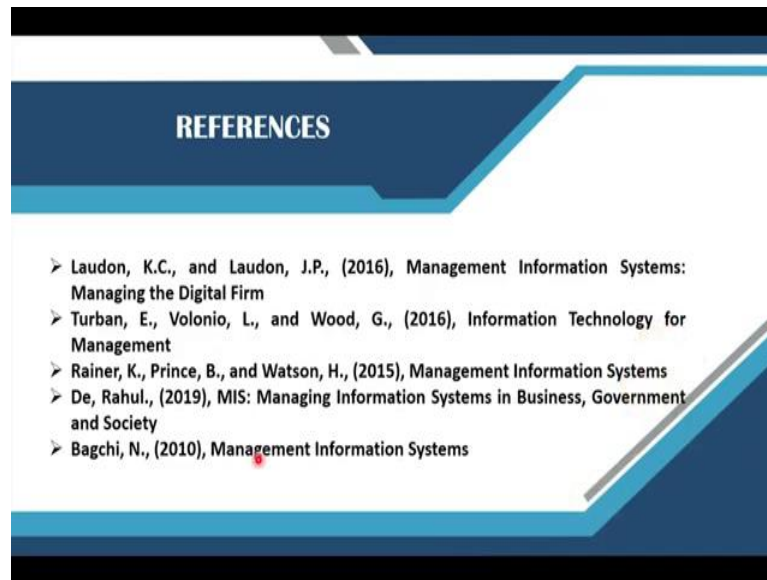 REFERENCES
➢ Laudon, K.C., and Laudon, J.P., (2016), Management Information Systems:
Managing the Digital Firm
➢ Turban, E., Volonio, L., and Wood, G., (2016), Information Technology for
Management
➢ Rainer, K., Prince, B., and Watson, H., (2015), Management Information Systems
➢ De, Rahul., (2019), MIS: Managing Information Systems in Business, Government
and Society
➢ Bagchi, N., (2010), Management Information Systems